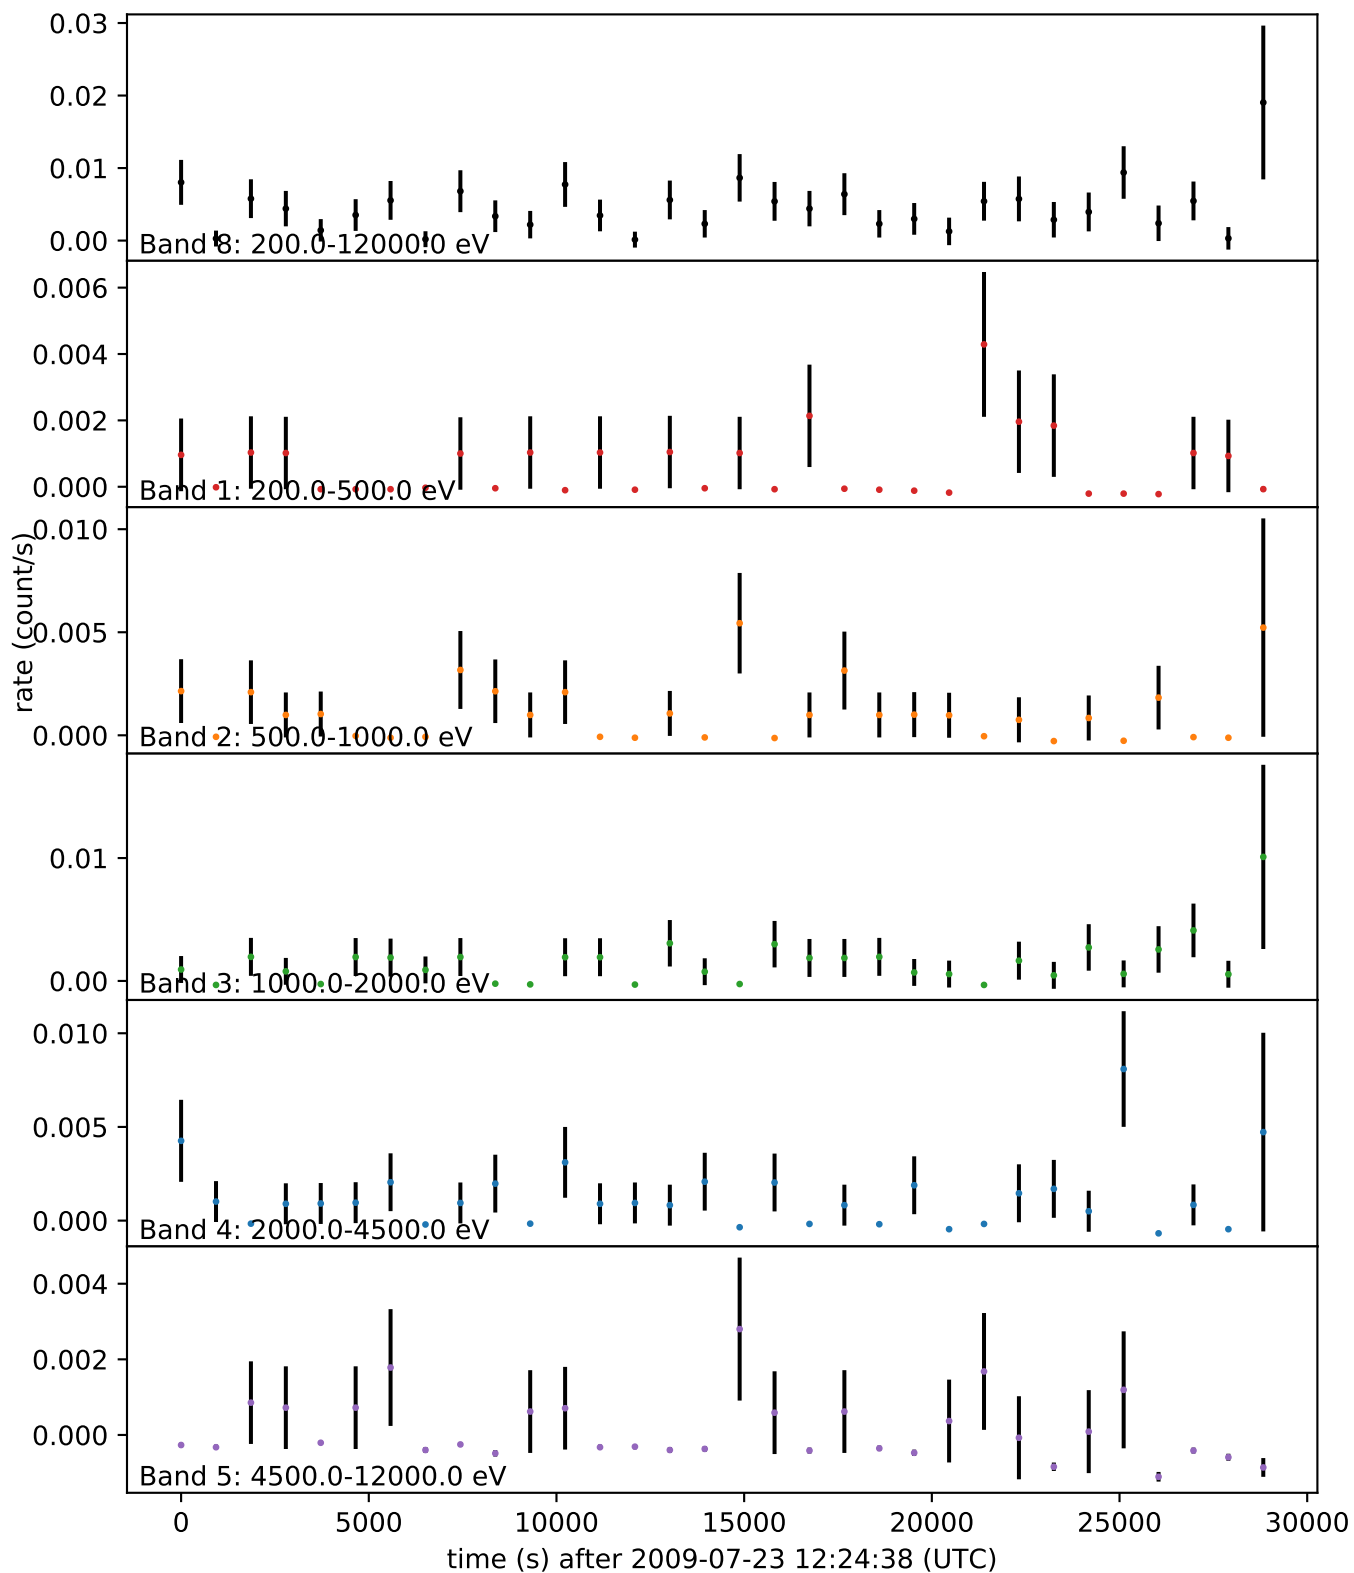 0.03
0.02
0.01
0.00
Band 8: 200.0-12000.0 eV
0.006
0.004
0.002
0.000
Band 1: 200.0-500.0 eV
rate (count/s)
0.010
0.005
0.000
Band 2: 500.0-1000.0 eV
0.01
0.00
Band 3: 1000.0-2000.0 eV
0.010
0.005
0.000
Band 4: 2000.0-4500.0 eV
0.004
0.002
0.000
Band 5: 4500.0-12000.0 eV
0 5000 10000 15000 20000 25000 30000
time (s) after 2009-07-23 12:24:38 (UTC)